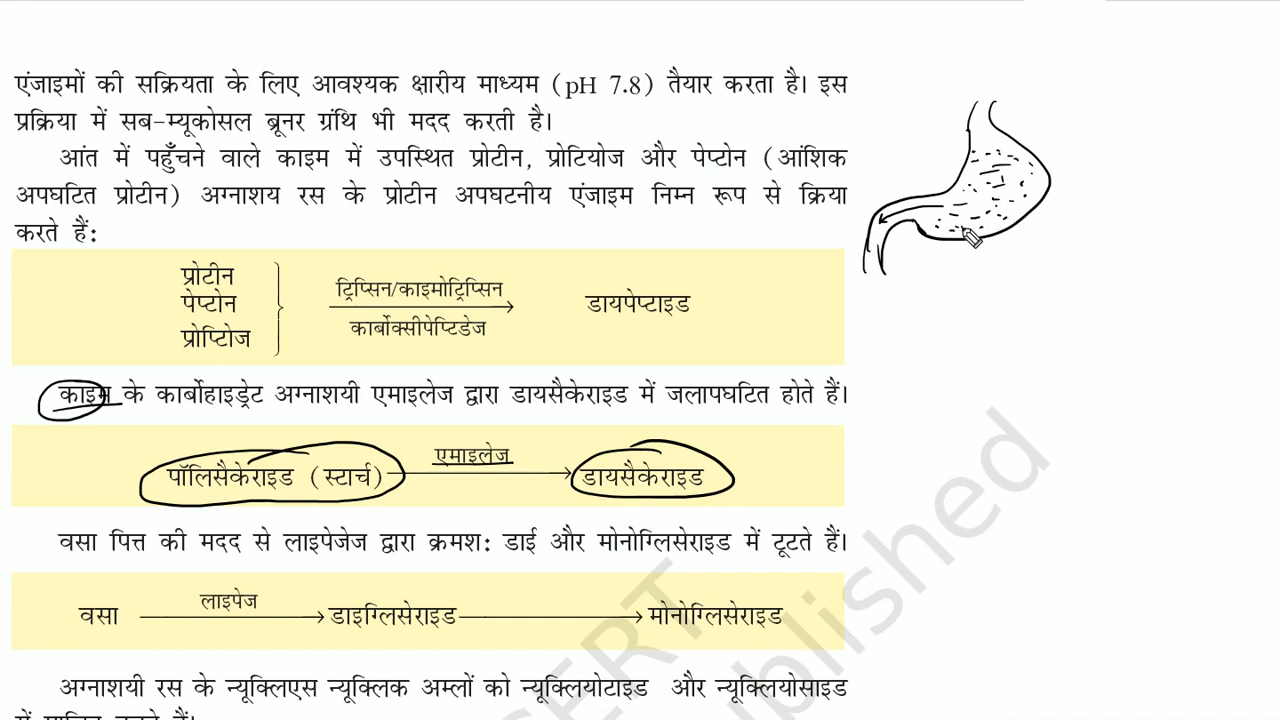 एंजाइमों की सक्रियता के लिए आवश्यक क्षारीय माध्यम (pH 7.8) तैयार करता है। इस
प्रक्रिया में सब-म्यूकोसल ब्रूनर ग्रंथि भी मदद करती है।
आंत में पहुँचने वाले काइम में उपस्थित प्रोटीन, प्रोटियोज और पेप्टोन (आंशिक
अपघटित प्रोटीन) अग्नाशय रस के प्रोटीन अपघटनीय एंजाइम निम्न रूप से क्रिया
करते हैं:
प्रोटीन
पेप्टोन
प्रोप्टिोज
ट्रिप्सिन/काइमोट्रिप्सिन
कार्बोक्सीपेप्टिडेज
डायपेप्टाइड
काइम के कार्बोहाइड्रेट अग्नाशयी एमाइलेज द्वारा डायसैकेराइड में जलापघटित होते हैं।
पॉलिसैकेराइड (स्टार्च) एमाइलेज डायसैकेराइड
वसा पित्त की मदद से लाइपेजेज द्वारा क्रमश: डाई और मोनोग्लिसेराइड में टूटते हैं।
वसा लाइपेज डाइग्लिसेराइड मोनोग्लिसेराइड
अग्नाशयी रस के न्यूक्लिएस न्यूक्लिक अम्लों को न्यूक्लियोटाइड और न्यूक्लियोसाइड